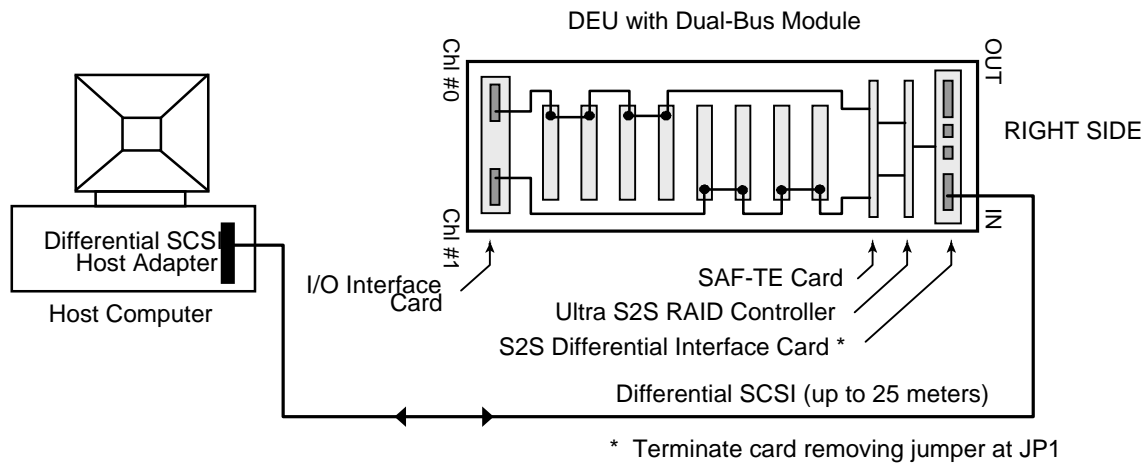 DEU with Dual-Bus Module
Chl #0
OUT
RIGHT SIDE
Chl #1
IN
Differential SCSI
Host Adapter
Host Computer
I/O Interface
Card
SAF-TE Card
Ultra S2S RAID Controller
S2S Differential Interface Card *
Differential SCSI (up to 25 meters)
* Terminate card removing jumper at JP1